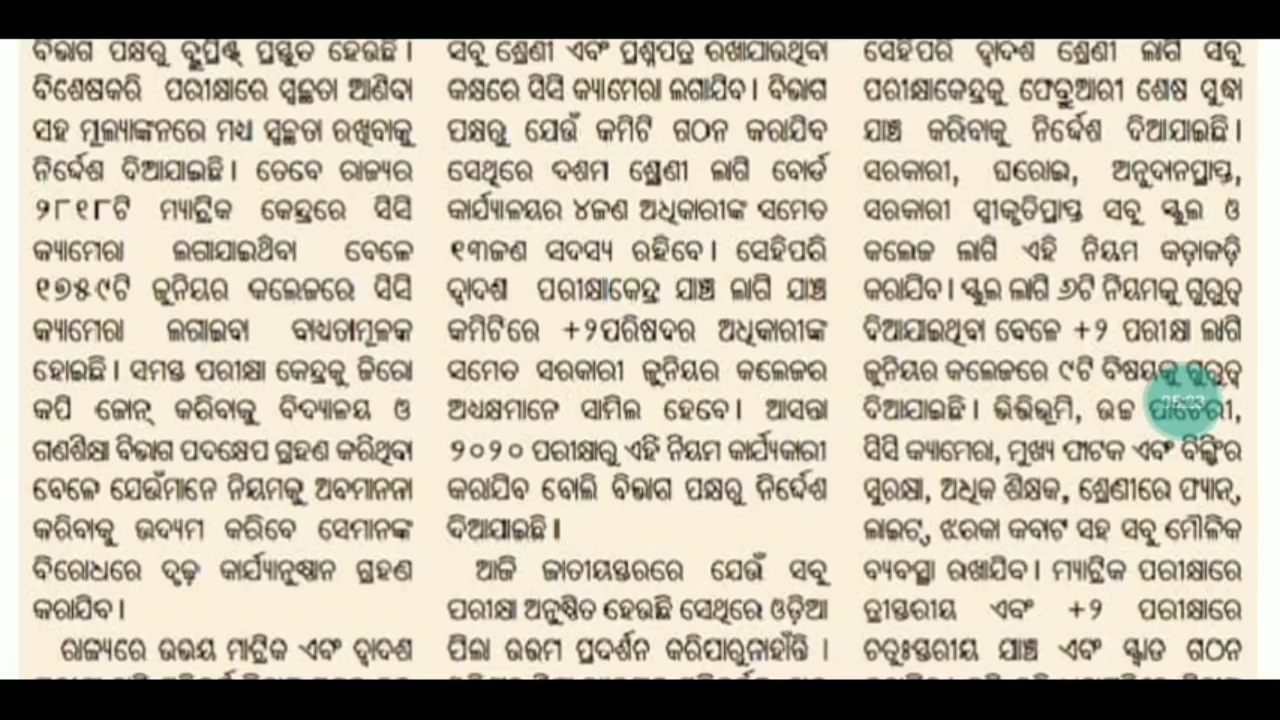 ବିଭାଗ ପକ୍ଷରୁ ବ୍ଲୁପ୍ରିଣ୍ଟ ପ୍ରସ୍ତୁତ ହେଉଛି ।
ବିଶେଷକରି ପରୀକ୍ଷାରେ ସ୍ୱଚ୍ଛତା ଆଣିବା
ସହ ମୂଲ୍ୟାଙ୍କନରେ ମଧ୍ୟ ସ୍ୱଚ୍ଛତା ରଖିବାକୁ
ନିର୍ଦ୍ଦେଶ ଦିଆଯାଇଛି । ତେବେ ରାଜ୍ୟର
୨୮୧୮ଟି ମ୍ୟାଟ୍ରିକ କେନ୍ଦ୍ରରେ ସିସି
କ୍ୟାମେରା ଲଗାଯାଇଥିବା ବେଳେ
୧୭୫୯ଟି ଜୁନିୟର କଲେଜରେ ସିସି
କ୍ୟାମେରା ଲଗାଇବା ବାଧ୍ୟତାମୂଳକ
ହୋଇଛି । ସମସ୍ତ ପରୀକ୍ଷା କେନ୍ଦ୍ରକୁ ଜିରୋ
କପି ଜୋନ୍ କରିବାକୁ ବିଦ୍ୟାଳୟ ଓ
ଗଣଶିକ୍ଷା ବିଭାଗ ପଦକ୍ଷେପ ଗ୍ରହଣ କରିଥିବା
ବେଳେ ଯେଉଁମାନେ ନିୟମକୁ ଅବମାନନା
କରିବାକୁ ଉଦ୍ୟମ କରିବେ ସେମାନଙ୍କ
ବିରୋଧରେ ଦୃଢ଼ କାର୍ଯ୍ୟାନୁଷ୍ଠାନ ଗ୍ରହଣ
କରାଯିବ ।
ରାଜ୍ୟରେ ଉଭୟ ମାଟ୍ରିକ ଏବଂ ଦ୍ୱାଦଶ
ସବୁ ଶ୍ରେଣୀ ଏବଂ ପ୍ରଶ୍ନପତ୍ର ରଖାଯାଉଥିବା
କକ୍ଷରେ ସିସି କ୍ୟାମେରା ଲଗାଯିବ । ବିଭାଗ
ପକ୍ଷରୁ ଯେଉଁ କମିଟି ଗଠନ କରାଯିବ
ସେଥିରେ ଦଶମ ଶ୍ରେଣୀ ଲାଗି ବୋର୍ଡ
କାର୍ଯ୍ୟାଳୟର ୪ଜଣ ଅଧିକାରୀଙ୍କ ସମେତ
୧୩ଜଣ ସଦସ୍ୟ ରହିବେ । ସେହିପରି
ଦ୍ୱାଦଶ ପରୀକ୍ଷାକେନ୍ଦ୍ର ଯାଞ୍ଚ ଲାଗି ଯାଞ୍ଚ
କମିଟିରେ +୨ପରିଷଦର ଅଧିକାରୀଙ୍କ
ସମେତ ସରକାରୀ ଜୁନିୟର କଲେଜର
ଅଧ୍ୟକ୍ଷମାନେ ସାମିଲ ହେବେ । ଆସନ୍ତା
୨୦୨୦ ପରୀକ୍ଷାରୁ ଏହି ନିୟମ କାର୍ଯ୍ୟକାରୀ
କରାଯିବ ବୋଲି ବିଭାଗ ପକ୍ଷରୁ ନିର୍ଦ୍ଦେଶ
ଦିଆଯାଇଛି ।
ଆଜି ଜାତୀୟସ୍ତରରେ ଯେଉଁ ସବୁ
ପରୀକ୍ଷା ଅନୁଷ୍ଠିତ ହେଉଛି ସେଥିରେ ଓଡ଼ିଆ
ପିଲା ଉତ୍ତମ ପ୍ରଦର୍ଶନ କରିପାରୁନାହାଁନ୍ତି ।
ସେହିପରି ଦ୍ୱାଦଶ ଶ୍ରେଣୀ ଲାଗି ସବୁ
ପରୀକ୍ଷାକେନ୍ଦ୍ରକୁ ଫେବ୍ରୁଆରୀ ଶେଷ ସୁଦ୍ଧା
ଯାଞ୍ଚ କରିବାକୁ ନିର୍ଦ୍ଦେଶ ଦିଆଯାଇଛି ।
ସରକାରୀ, ଘରୋଇ, ଅନୁଦାନପ୍ରାପ୍ତ,
ସରକାରୀ ସ୍ୱୀକୃତିପ୍ରାପ୍ତ ସବୁ ସ୍କୁଲ ଓ
କଲେଜ ଲାଗି ଏହି ନିୟମ କଡ଼ାକଡ଼ି
କରାଯିବ । ସ୍କୁଲ ଲାଗି ୬ଟି ନିୟମକୁ ଗୁରୁତ୍ୱ
ଦିଆଯାଇଥିବା ବେଳେ +୨ ପରୀକ୍ଷା ଲାଗି
ଜୁନିୟର କଲେଜରେ ୯ଟି ବିଷୟକୁ ଗୁରୁତ୍ୱ
ଦିଆଯାଇଛି । ଭିତ୍ତିଭୂମି, ଉଚ୍ଚ ପାଚେରୀ,
ସିସି କ୍ୟାମେରା, ମୁଖ୍ୟ ଫାଟକ ଏବଂ ବିଲ୍ଡିଂର
ସୁରକ୍ଷା, ଅଧିକ ଶିକ୍ଷକ, ଶ୍ରେଣୀରେ ଫ୍ୟାନ୍,
ଲାଇଟ୍, ଝରକା କବାଟ ସହ ସବୁ ମୌଳିକ
ବ୍ୟବସ୍ଥା ରଖାଯିବ । ମ୍ୟାଟ୍ରିକ ପରୀକ୍ଷାରେ
ତ୍ରୀସ୍ତରୀୟ ଏବଂ +୨ ପରୀକ୍ଷାରେ
ଚତୁଃସ୍ତରୀୟ ଯାଞ୍ଚ ଏବଂ ସ୍କ୍ୱାଡ ଗଠନ